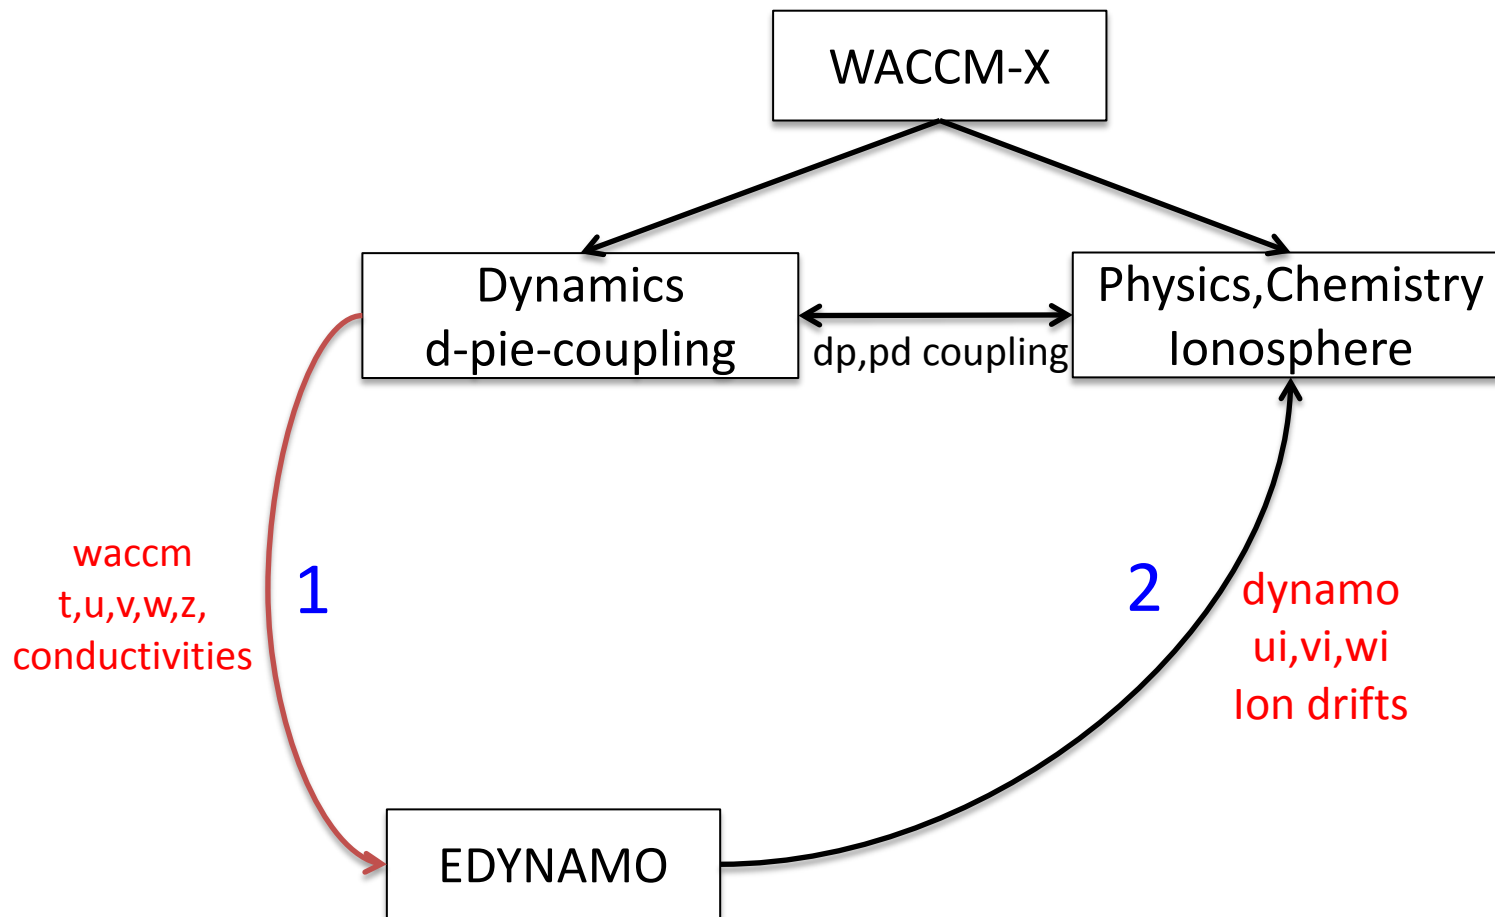 WACCM-X
Dynamics
d-pie-coupling
dp,pd coupling
Physics,Chemistry
Ionosphere
waccm
t,u,v,w,z,
conductivities
1
2
dynamo
ui,vi,wi
Ion drifts
EDYNAMO